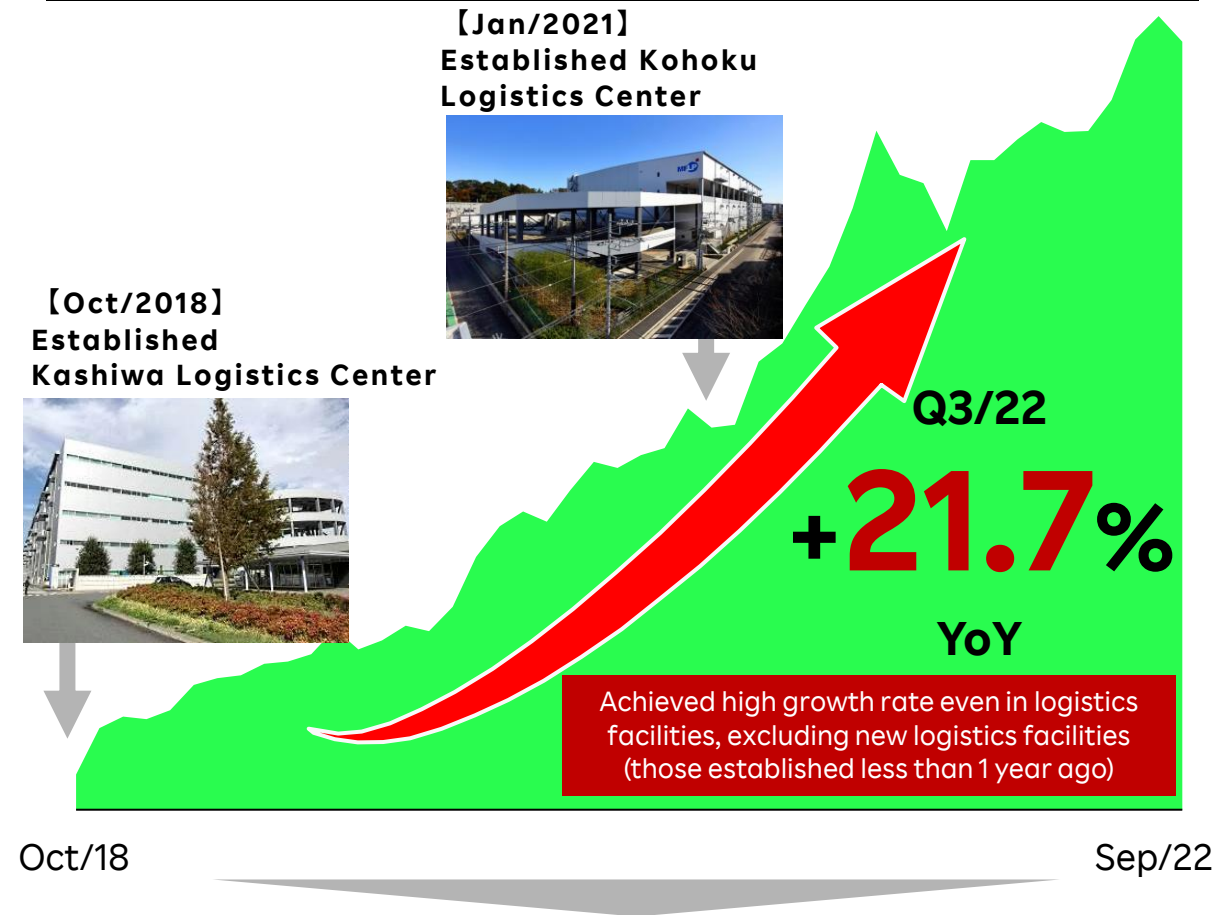 【Jan/2021】
Established Kohoku
Logistics Center
MFD
【Oct/2018】
Established
Kashiwa Logistics Center
Q3/22
+21.7%
YoY
Achieved high growth rate even in logistics
facilities, excluding new logistics facilities
(those established less than 1 year ago)
Oct/18
Sep/22